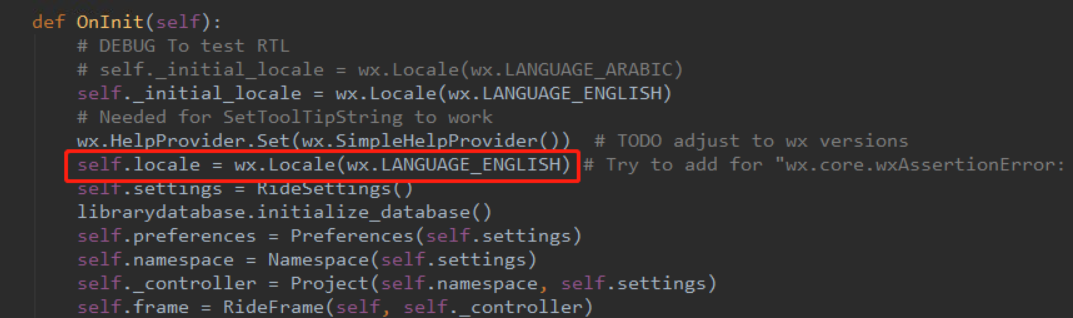 def OnInit(self):
# DEBUG To test RTL
# self._initial_locale = wx.Locale(wx.LANGUAGE_ARABIC)
self._initial_locale = wx.Locale(wx.LANGUAGE_ENGLISH)
# Needed for SetToolTipString to work
wx.HelpProvider.Set(wx.SimpleHelpProvider())  # TODO adjust to wx versions
self.locale = wx.Locale(wx.LANGUAGE_ENGLISH) # Try to add for "wx.core.wxAssertionError:
self.settings = RideSettings()
librarydatabase.initialize_database()
self.preferences = Preferences(self.settings)
self.namespace = Namespace(self.settings)
self._controller = Project(self.namespace, self.settings)
self.frame = RideFrame(self, self._controller)